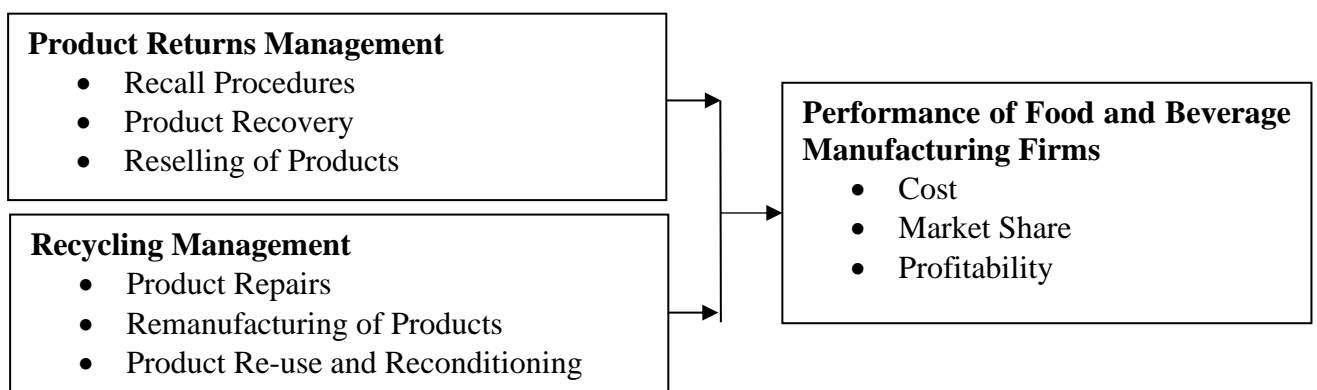 Product Returns Management
• Recall Procedures
• Product Recovery
• Reselling of Products
Recycling Management
• Product Repairs
• Remanufacturing of Products
• Product Re-use and Reconditioning
Performance of Food and Beverage
Manufacturing Firms
• Cost
• Market Share
• Profitability